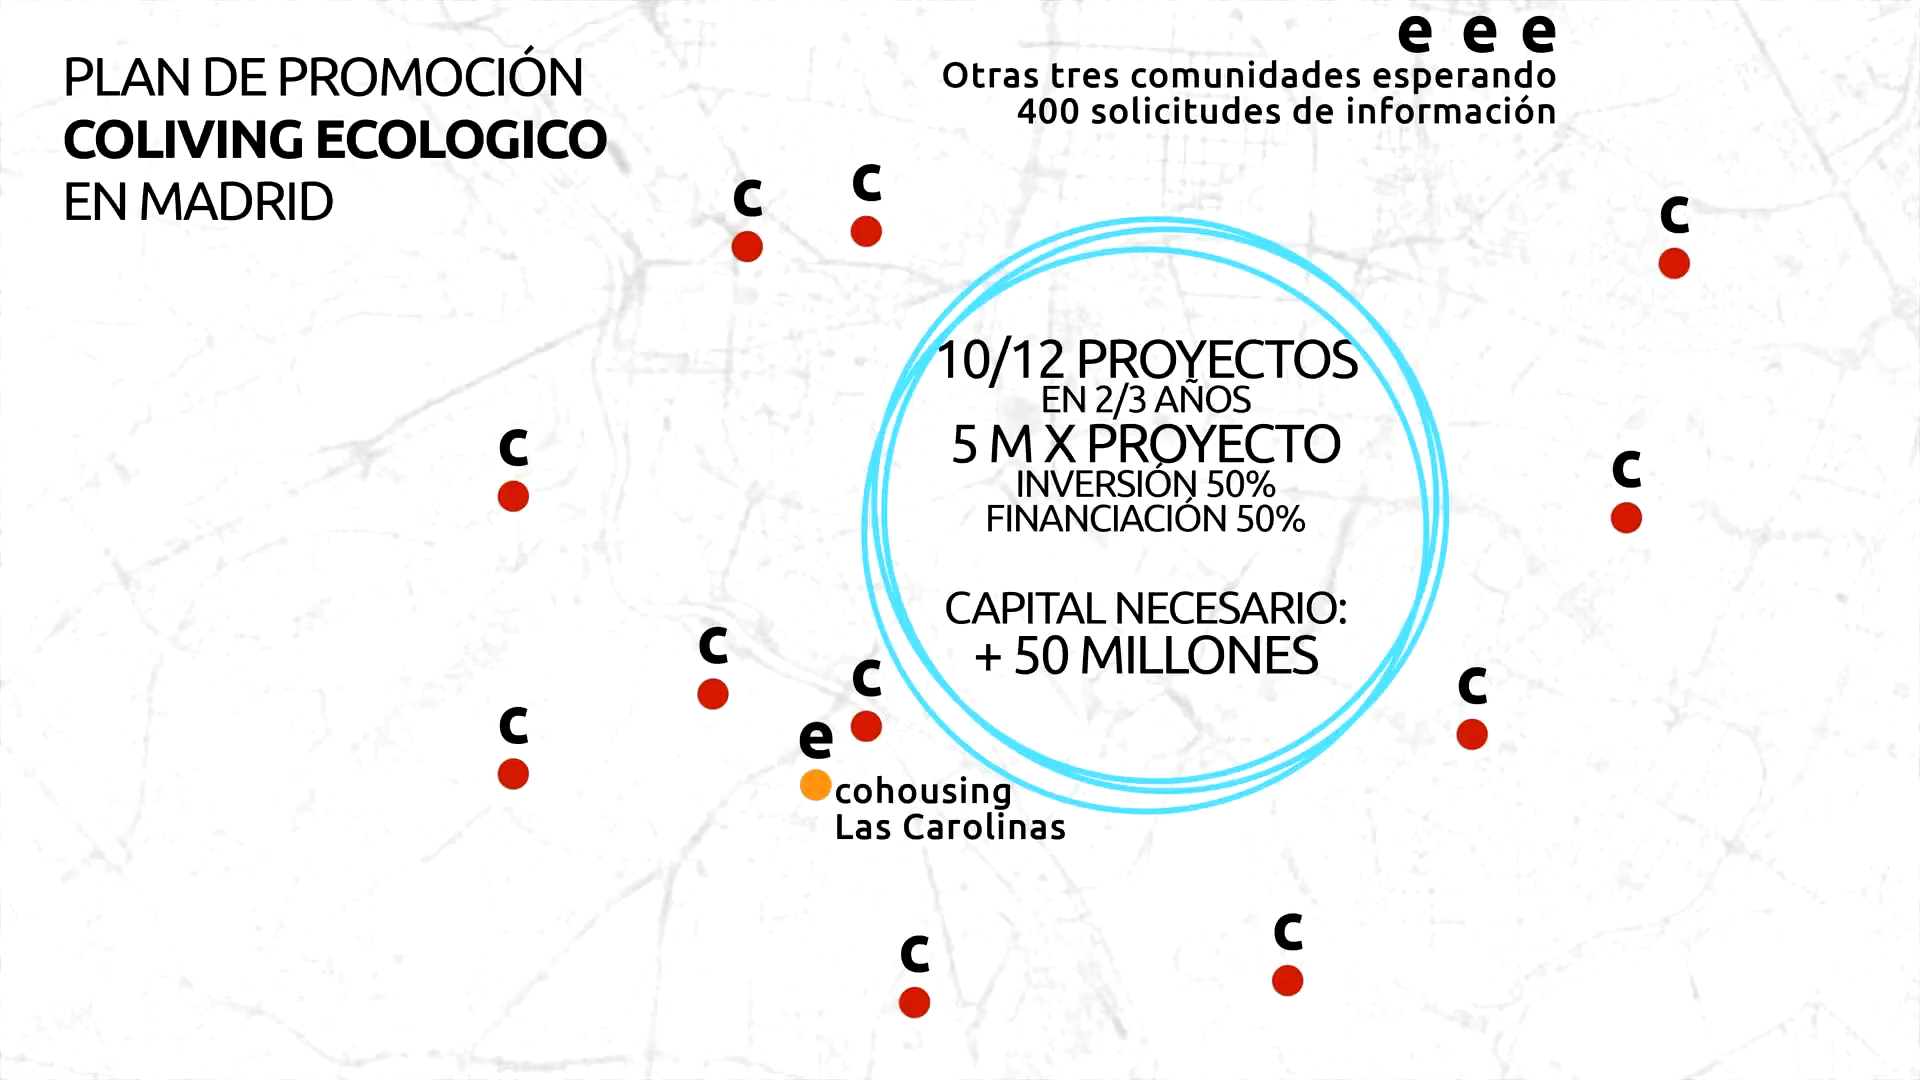 PLAN DE PROMOCIÓN
COLIVING ECOLOGICO
EN MADRID
e e e
Otras tres comunidades esperando
400 solicitudes de información
c
c
c
10/12 PROYECTOS
EN 2/3 AÑOS
5 M X PROYECTO
INVERSIÓN 50%
FINANCIACIÓN 50%
CAPITAL NECESARIO:
+ 50 MILLONES
c
c
c
c
c
c
e
cohousing
Las Carolinas
c
c